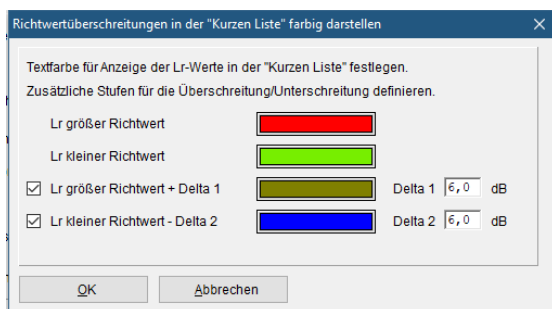 Richtwertüberschreitungen in der "Kurzen Liste" farbig darstellen
Textfarbe für Anzeige der Lr-Werte in der "Kurzen Liste" festlegen.
Zusätzliche Stufen für die Überschreitung/Unterschreitung definieren.
Lr größer Richtwert
Lr kleiner Richtwert
Lr größer Richtwert + Delta 1 Delta 1 6,0 dB
Lr kleiner Richtwert - Delta 2 Delta 2 6,0 dB
OK Abbrechen